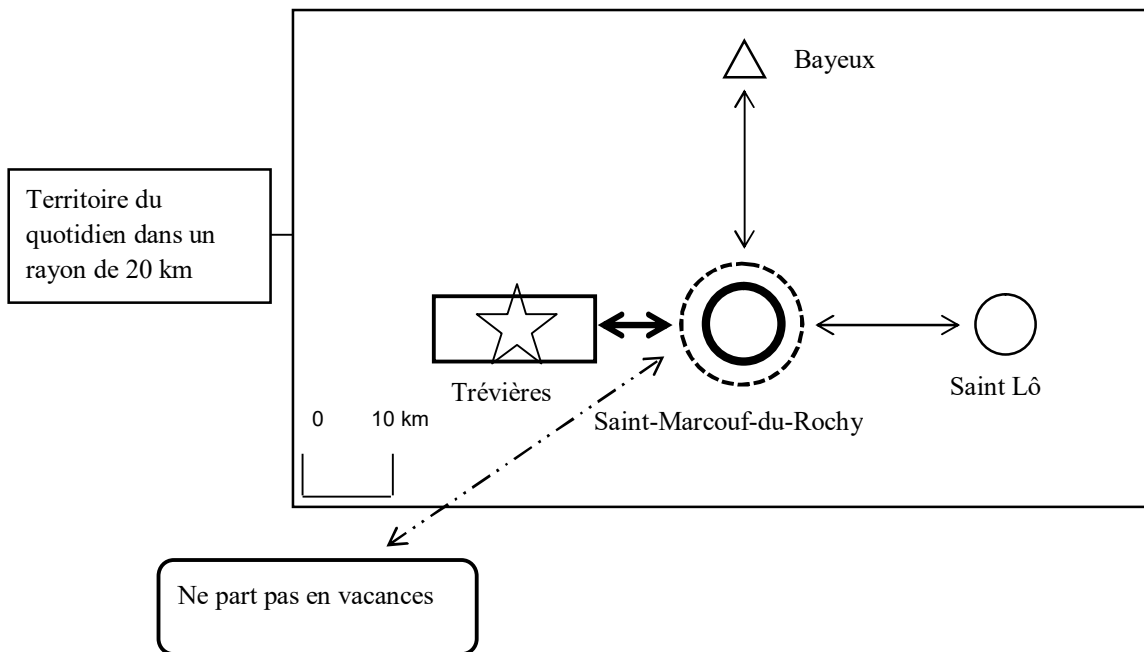 Bayeux
Territoire du
quotidien dans un
rayon de 20 km
Trévières
Saint Lô
0 10 km
Saint-Marcouf-du-Rochy
Ne part pas en vacances